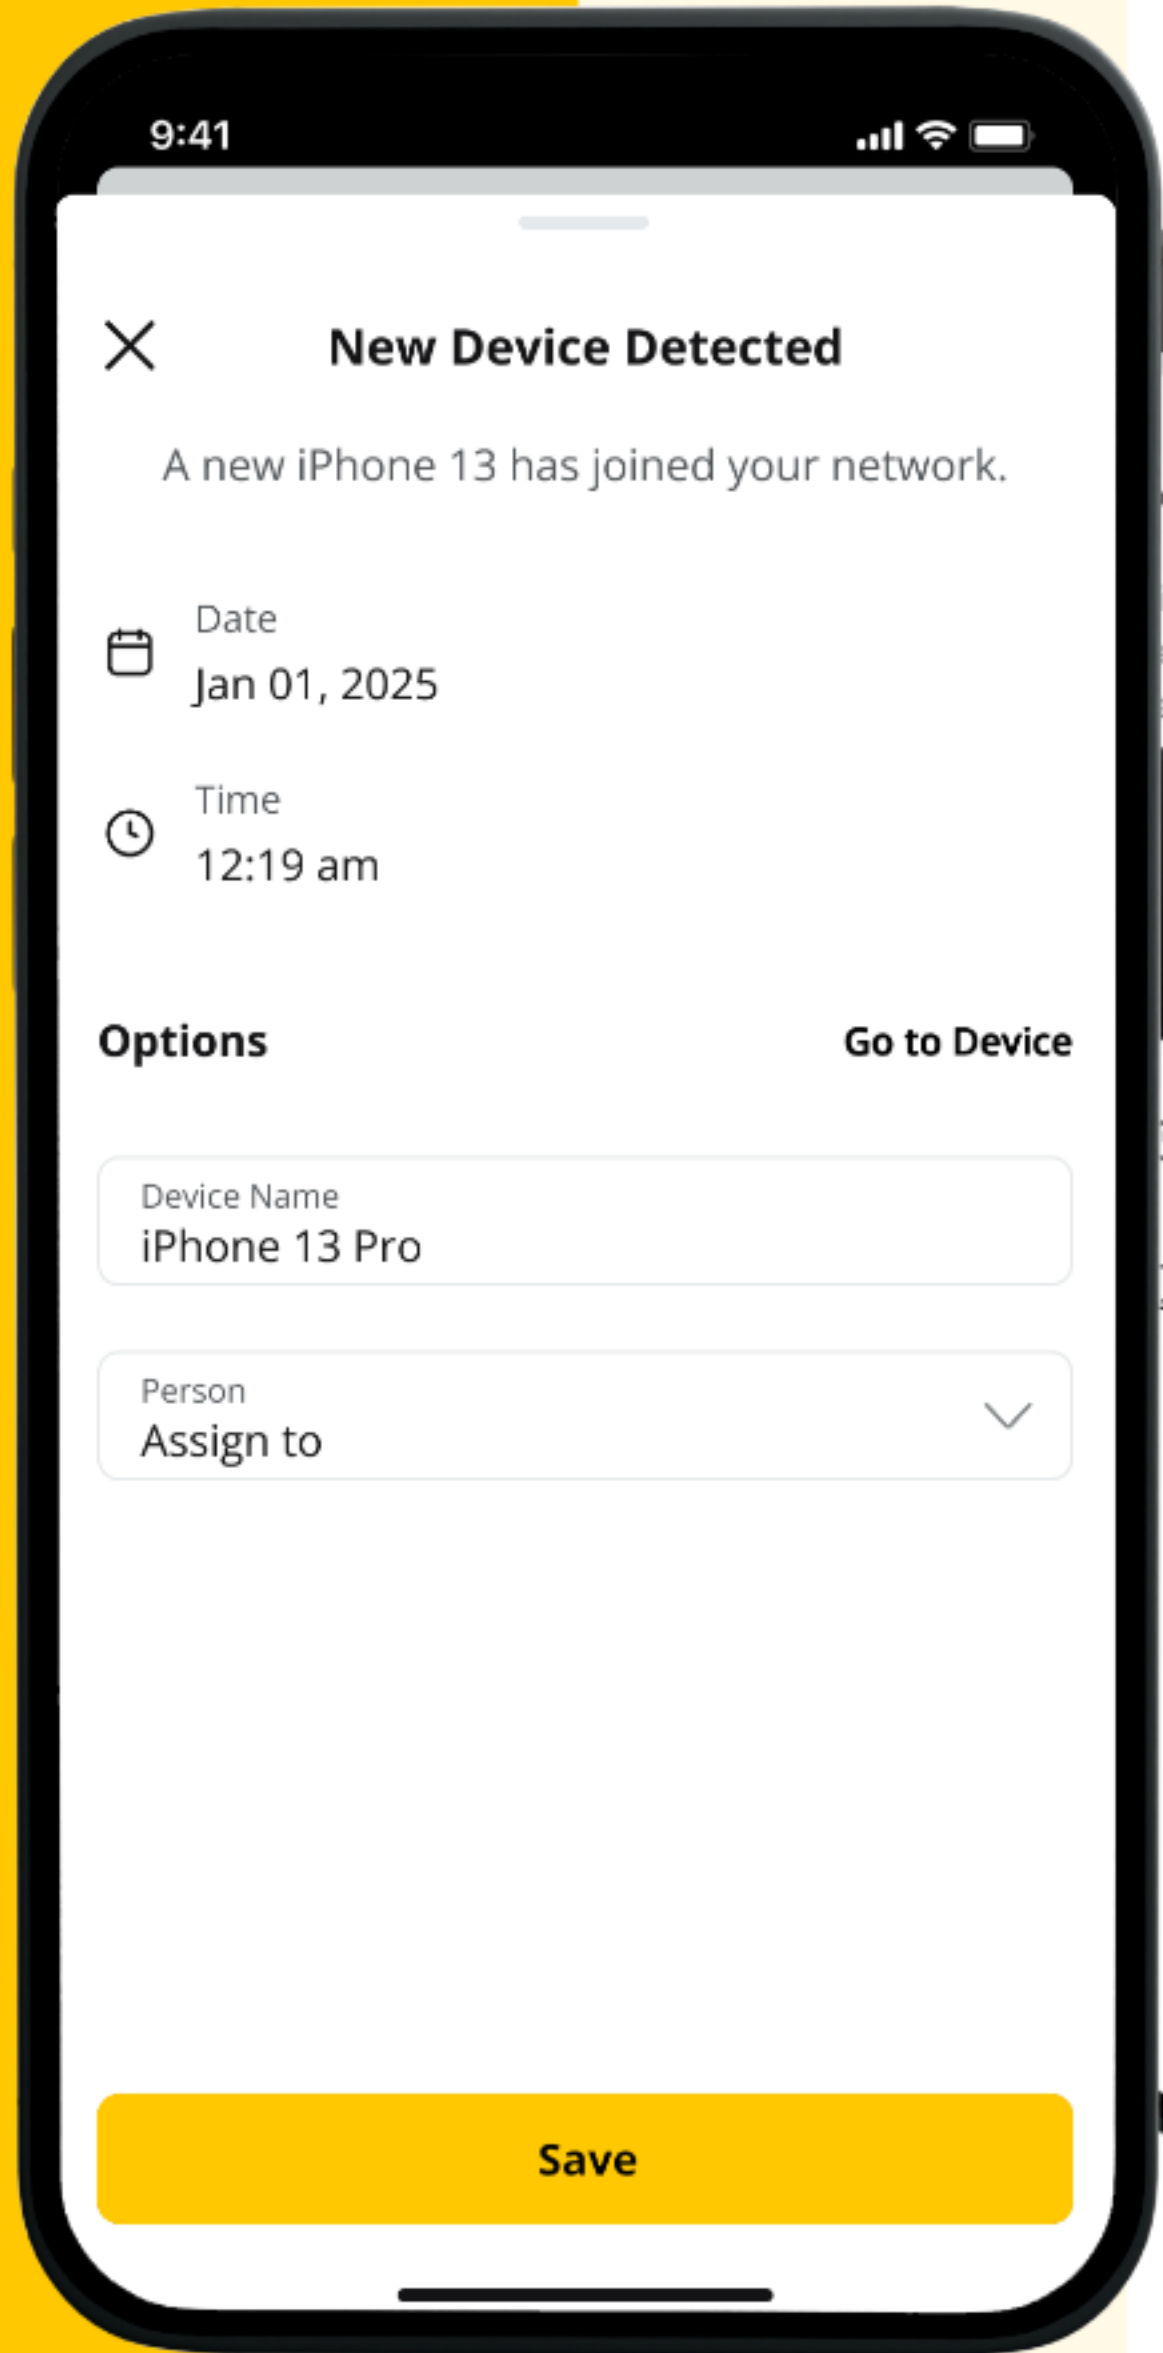 9:41
New Device Detected
A new iPhone 13 has joined your network.
Date
Jan 01, 2025
Time
12:19 am
Options
Go to Device
Device Name
iPhone 13 Pro
Person
Assign to
Save